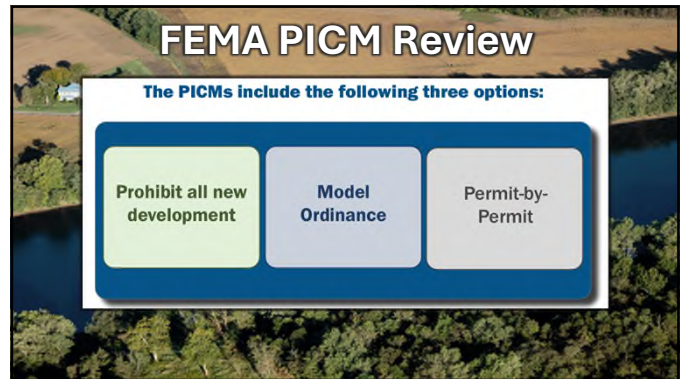 FEMA PICM Review
The PICMs include the following three options:
Prohibit all new
development
Model
Ordinance
Permit-by-
Permit